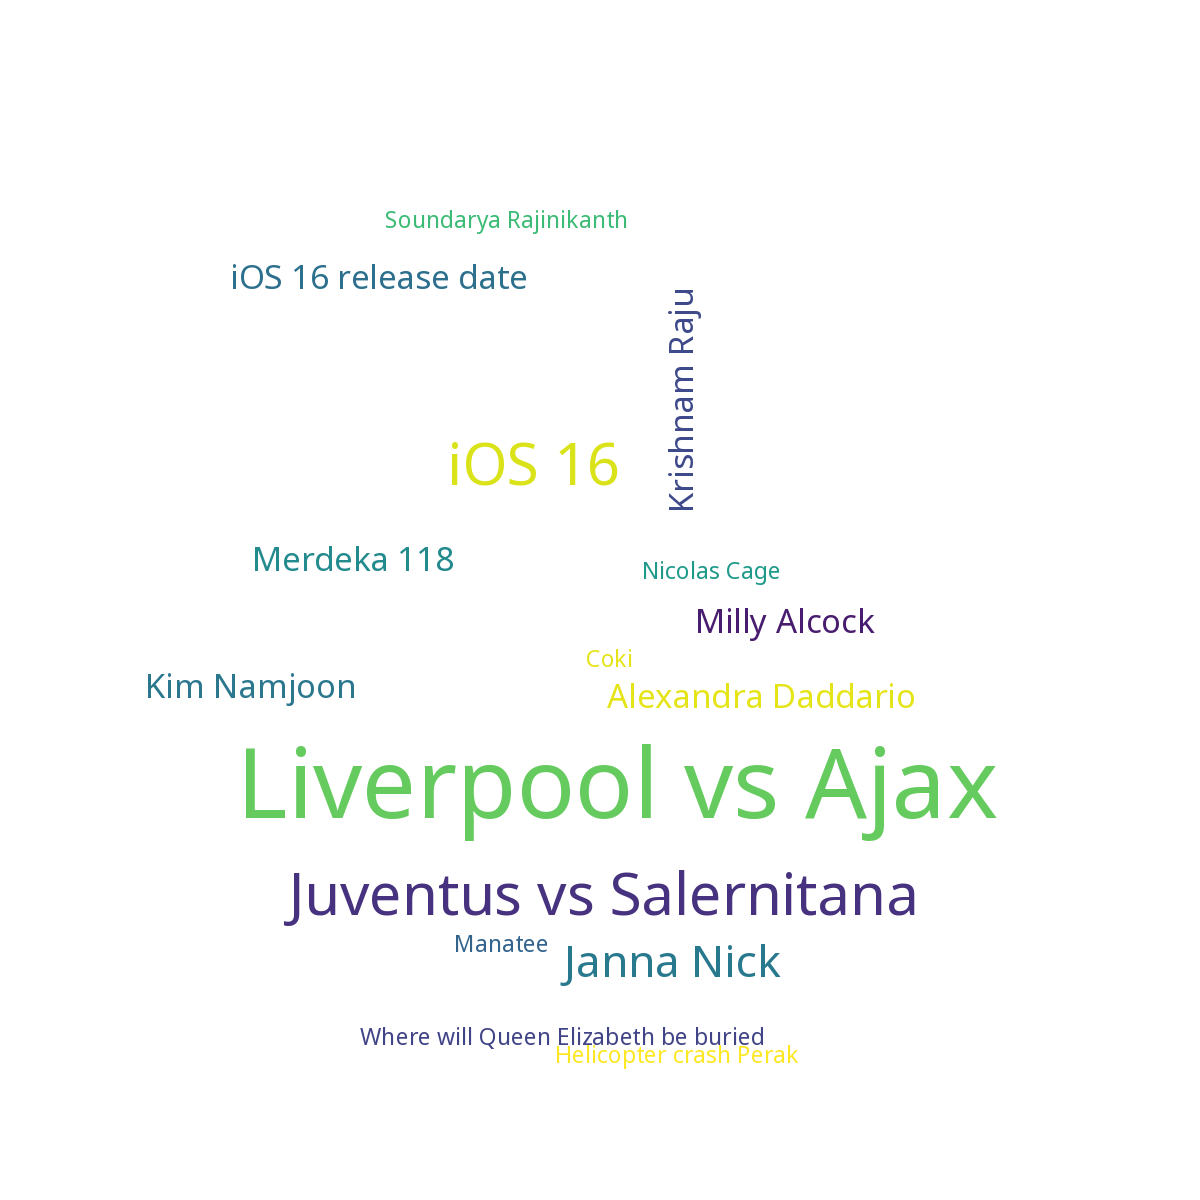 Soundarya Rajinikanth
iOS 16 release date
Krishnam Raju
iOS 16
Merdeka 118
Nicolas Cage
Milly Alcock
Coki
Kim Namjoon
Alexandra Daddario
Liverpool vs Ajax
Juventus vs Salernitana
Manatee
Janna Nick
Where will Queen Elizabeth be buried
Helicopter crash Perak